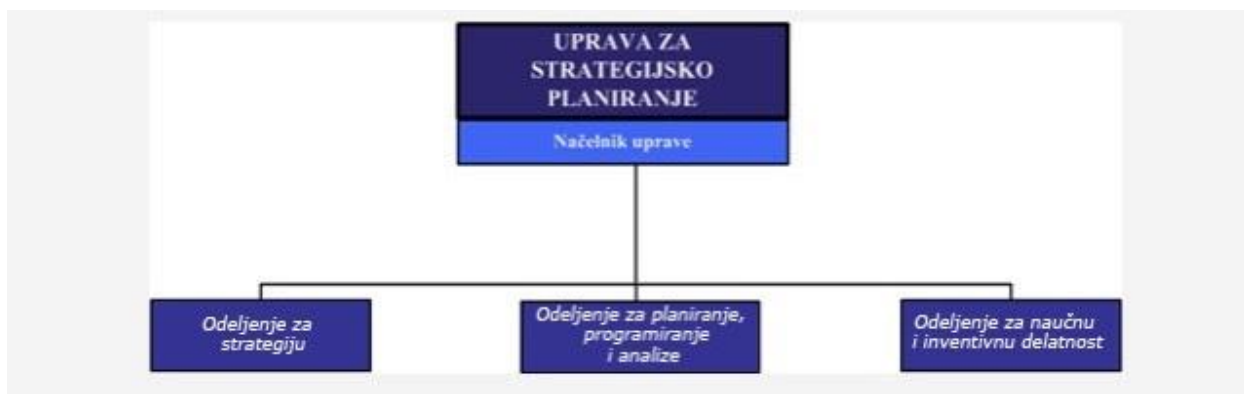 UPRAVA ZA
STRATEGIJSKO
PLANIRANJE
Načelnik uprave
Odeljenje za
strategiju
Odeljenje za planiranje,
programiranje
i analize
Odeljenje za naučnu
i inventivnu delatnost